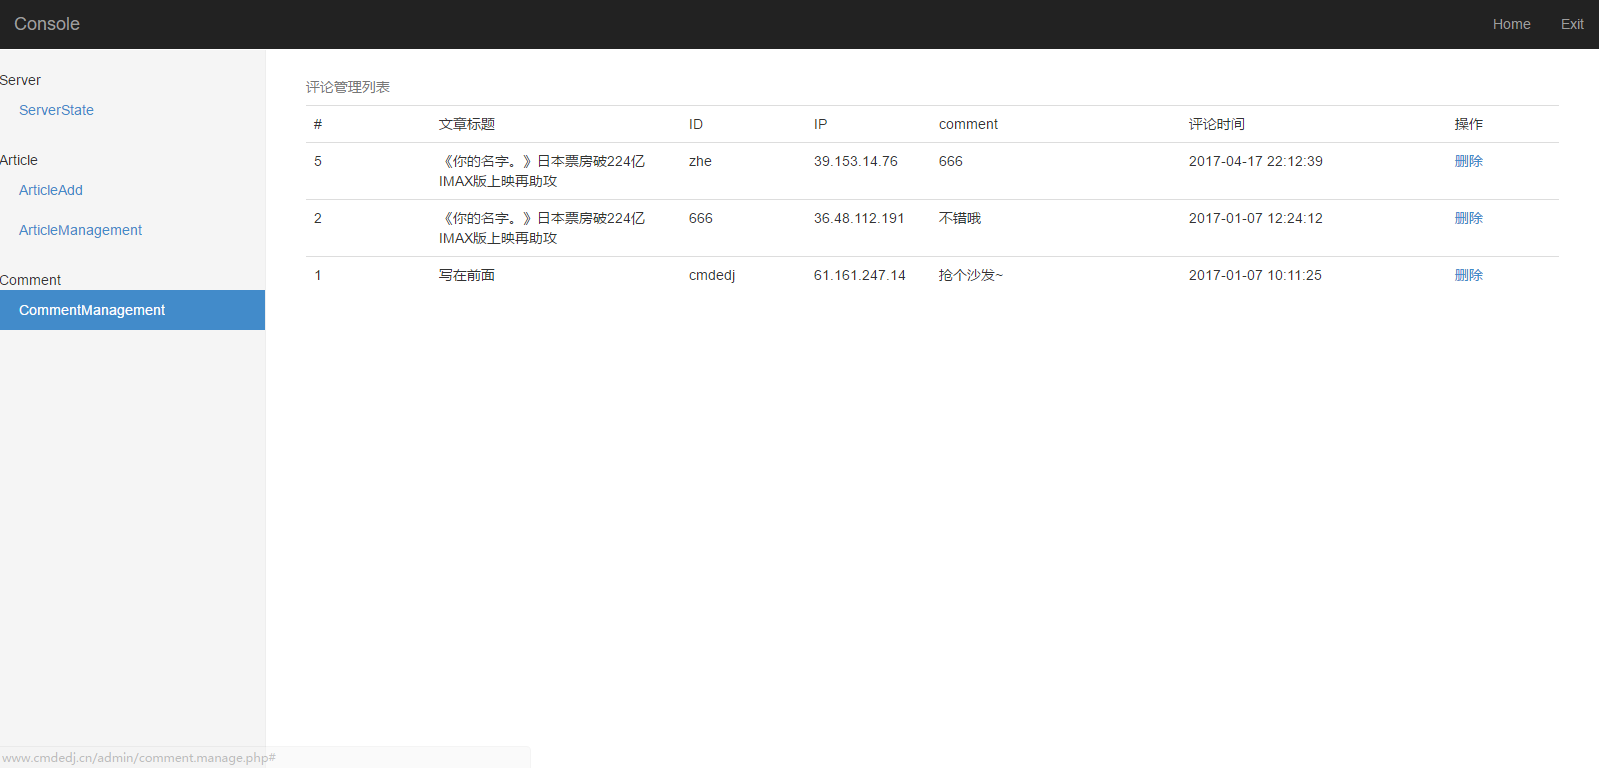 Console
Home
Exit
Server
ServerState
Article
ArticleAdd
ArticleManagement
Comment
CommentManagement
评论管理列表
# 文章标题 ID IP comment 评论时间 操作
5 《你的名字。》日本票房破224亿 zhe 39.153.14.76 666 2017-04-17 22:12:39 删除
IMAX版上映再助攻
2 《你的名字。》日本票房破224亿 666 36.48.112.191 不错哦 2017-01-07 12:24:12 删除
IMAX版上映再助攻
1 写在前面 cmdedj 61.161.247.14 抢个沙发~ 2017-01-07 10:11:25 删除
www.cmdedj.cn/admin/comment.manage.php#